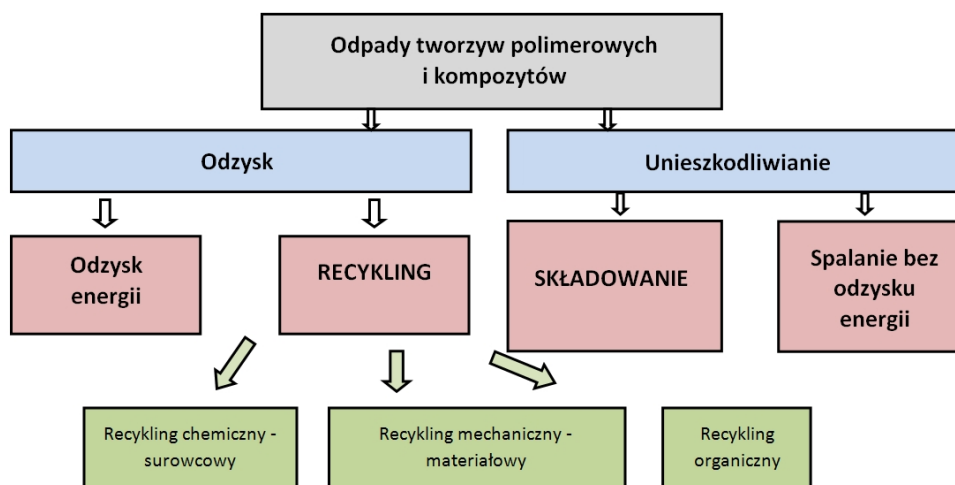 Odpady tworzyw polimerowych
i kompozytów
Odzysk
Unieszkodliwianie
Odzysk
energii
RECYKLING
SKŁADOWANIE
Spalanie bez
odzysku
energii
Recykling chemiczny -
surowcowy
Recykling mechaniczny -
materiałowy
Recykling
organiczny